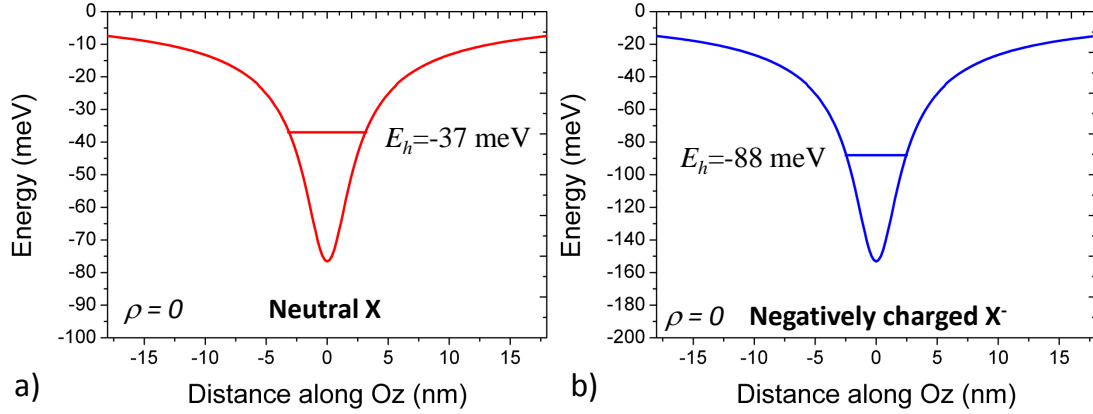 0
-10
-20
-30
-40
-50
-60
-70
-80
-90
-100
Energy (meV)
E_h=-37 meV
ρ = 0 Neutral X
-15 -10 -5 0 5 10 15
a) Distance along Oz (nm)
0
-20
-40
-60
-80
-100
-120
-140
-160
-180
-200
Energy (meV)
E_h=-88 meV
ρ = 0 Negatively charged X⁻
-15 -10 -5 0 5 10 15
b) Distance along Oz (nm)